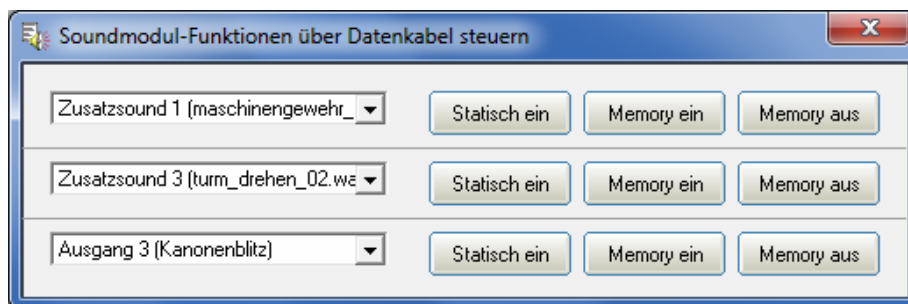 Soundmodul-Funktionen über Datenkabel steuern
Zusatzsound 1 (maschinengewehr_ Statisch ein Memory ein Memory aus
Zusatzsound 3 (turm_drehen_02.wa Statisch ein Memory ein Memory aus
Ausgang 3 (Kanonenblitz) Statisch ein Memory ein Memory aus